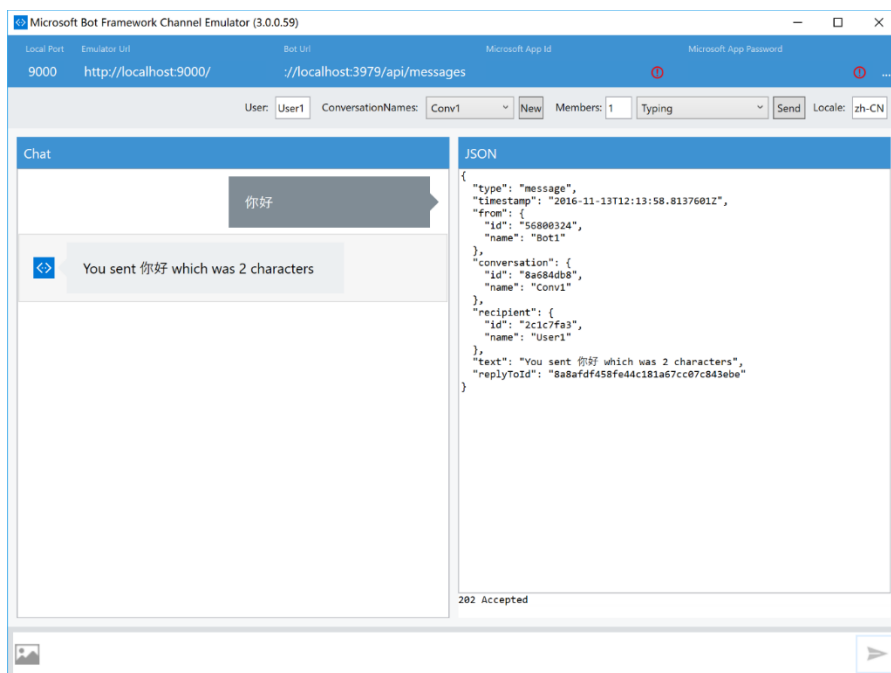 Microsoft Bot Framework Channel Emulator (3.0.0.59)
Local Port Emulator Url Bot Url Microsoft App Id Microsoft App Password
9000 http://localhost:9000/ ://localhost:3979/api/messages ...
User: User1 ConversationNames: Conv1 New Members: 1 Typing Send Locale: zh-CN
Chat
你好
You sent 你好 which was 2 characters
JSON
{
  "type": "message",
  "timestamp": "2016-11-13T12:13:58.8137601Z",
  "from": {
    "id": "56800324",
    "name": "Bot1"
  },
  "conversation": {
    "id": "8a684db8",
    "name": "Conv1"
  },
  "recipient": {
    "id": "2c1c7fa3",
    "name": "User1"
  },
  "text": "You sent 你好 which was 2 characters",
  "replyToId": "8a8afdf458fe44c181a67cc07c843ebe"
}
202 Accepted